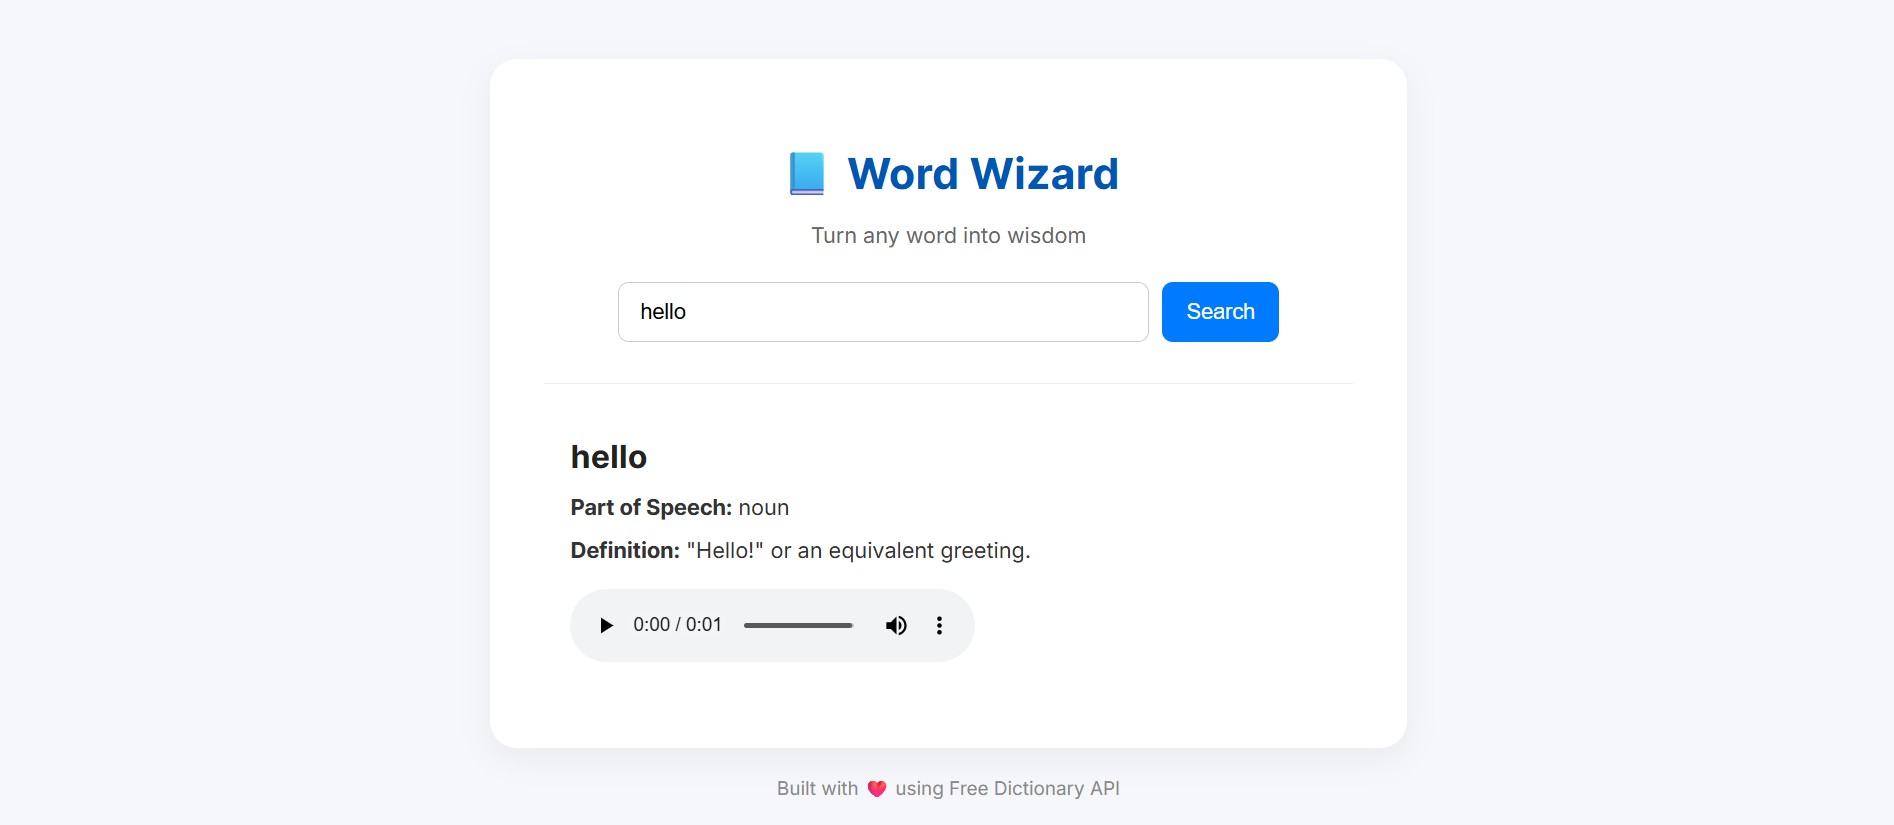 📘 Word Wizard
Turn any word into wisdom
hello
Search
hello
Part of Speech: noun
Definition: "Hello!" or an equivalent greeting.
0:00 / 0:01
Built with ❤️ using Free Dictionary API